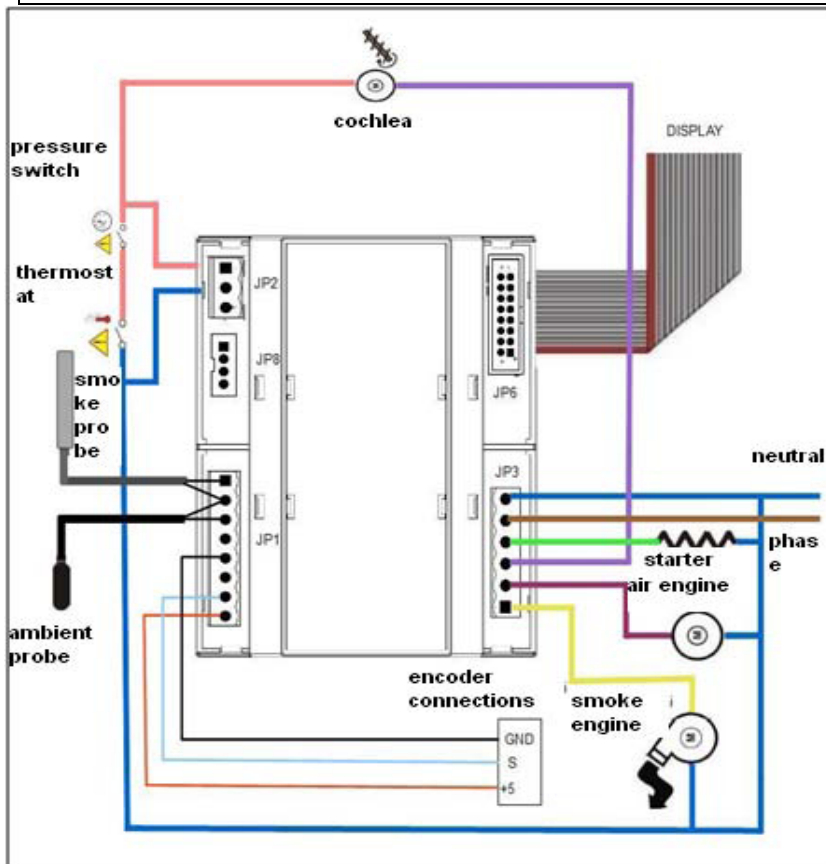 cochlea
DISPLAY
pressure
switch
thermost
at
JP2
JP8
JP6
smo
ke
pro
be
JP3
neutral
JP1
phas
e
starter
air engine
ambient
probe
encoder
connections
smoke
engine
GND
S
+5